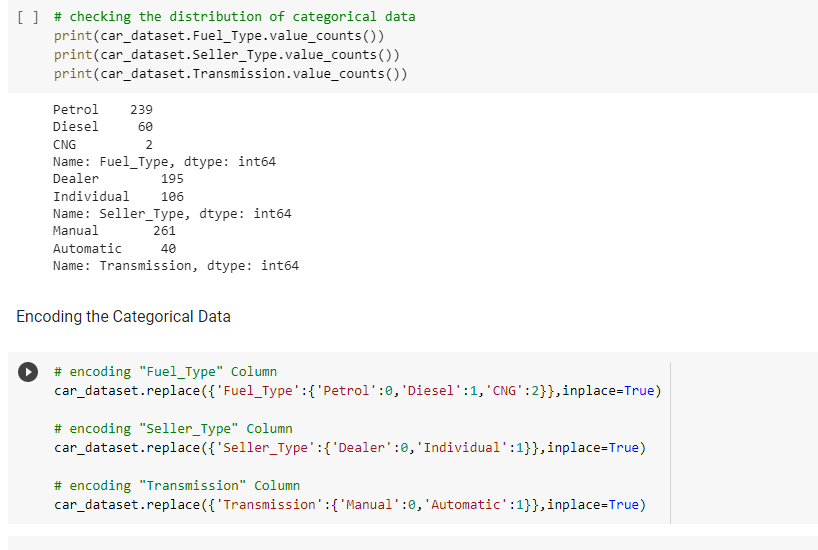 [ ] # checking the distribution of categorical data
print(car_dataset.Fuel_Type.value_counts())
print(car_dataset.Seller_Type.value_counts())
print(car_dataset.Transmission.value_counts())
Petrol    239
Diesel     60
CNG         2
Name: Fuel_Type, dtype: int64
Dealer        195
Individual    106
Name: Seller_Type, dtype: int64
Manual       261
Automatic     40
Name: Transmission, dtype: int64
Encoding the Categorical Data
# encoding "Fuel_Type" Column
car_dataset.replace({'Fuel_Type':{'Petrol':0,'Diesel':1,'CNG':2}},inplace=True)
# encoding "Seller_Type" Column
car_dataset.replace({'Seller_Type':{'Dealer':0,'Individual':1}},inplace=True)
# encoding "Transmission" Column
car_dataset.replace({'Transmission':{'Manual':0,'Automatic':1}},inplace=True)